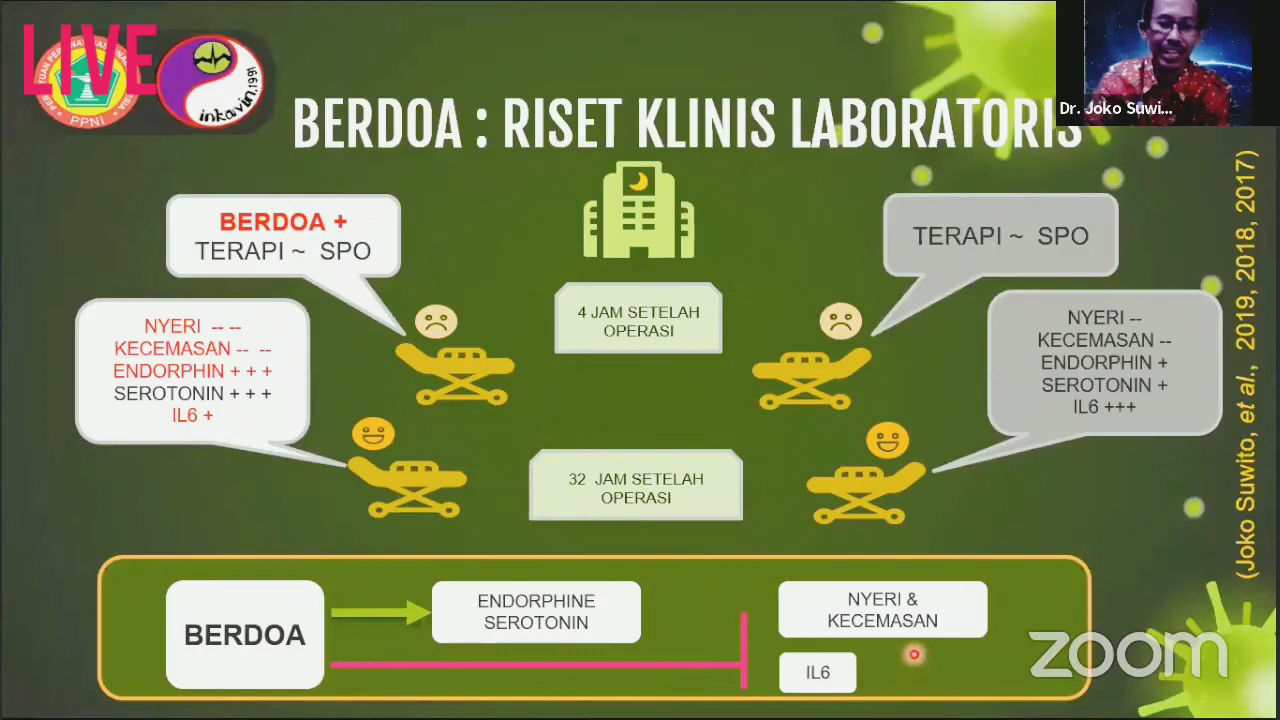 LIVE
PPNI
inkavin.1991
Dr. Joko Suwi...
BERDOA : RISET KLINIS LABORATORIS
BERDOA +
TERAPI ~ SPO
TERAPI ~ SPO
4 JAM SETELAH
OPERASI
NYERI -- --
KECEMASAN -- --
ENDORPHIN + + +
SEROTONIN + + +
IL6 +
NYERI --
KECEMASAN --
ENDORPHIN +
SEROTONIN +
IL6 +++
32 JAM SETELAH
OPERASI
(Joko Suwito, et al., 2019, 2018, 2017)
BERDOA
ENDORPHINE
SEROTONIN
NYERI &
KECEMASAN
IL6
zoom